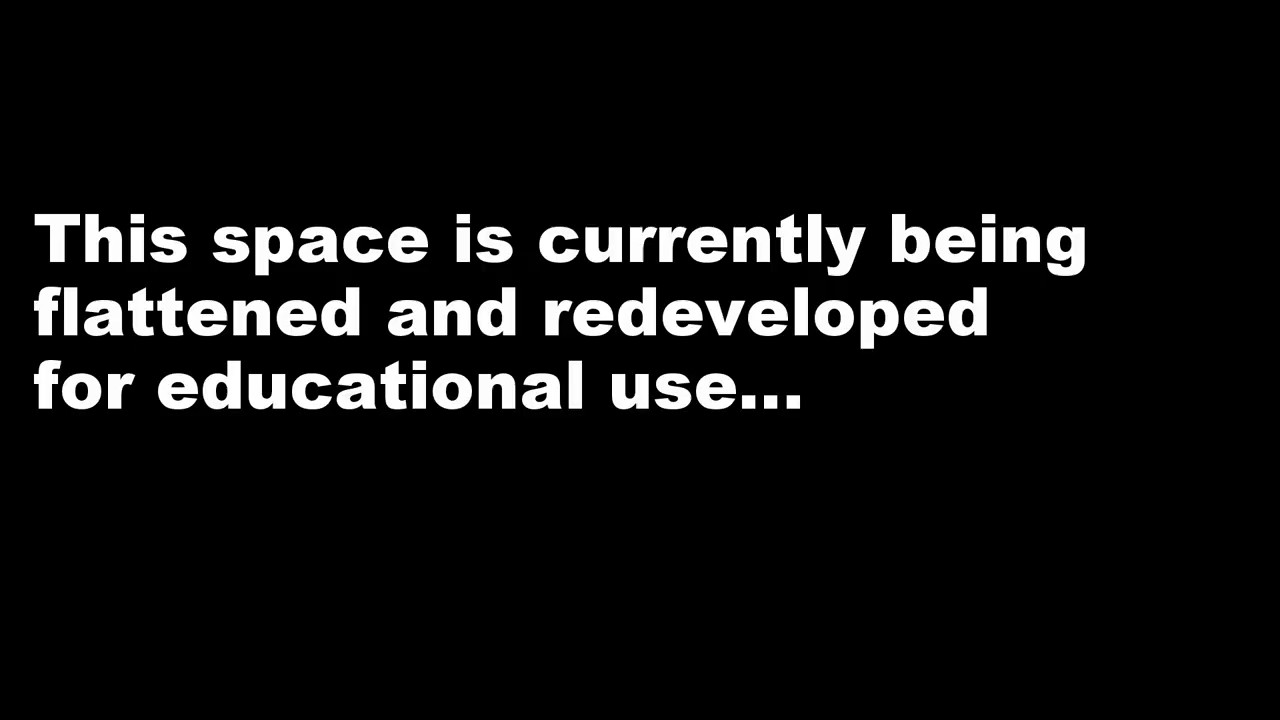 This space is currently being
flattened and redeveloped
for educational use...